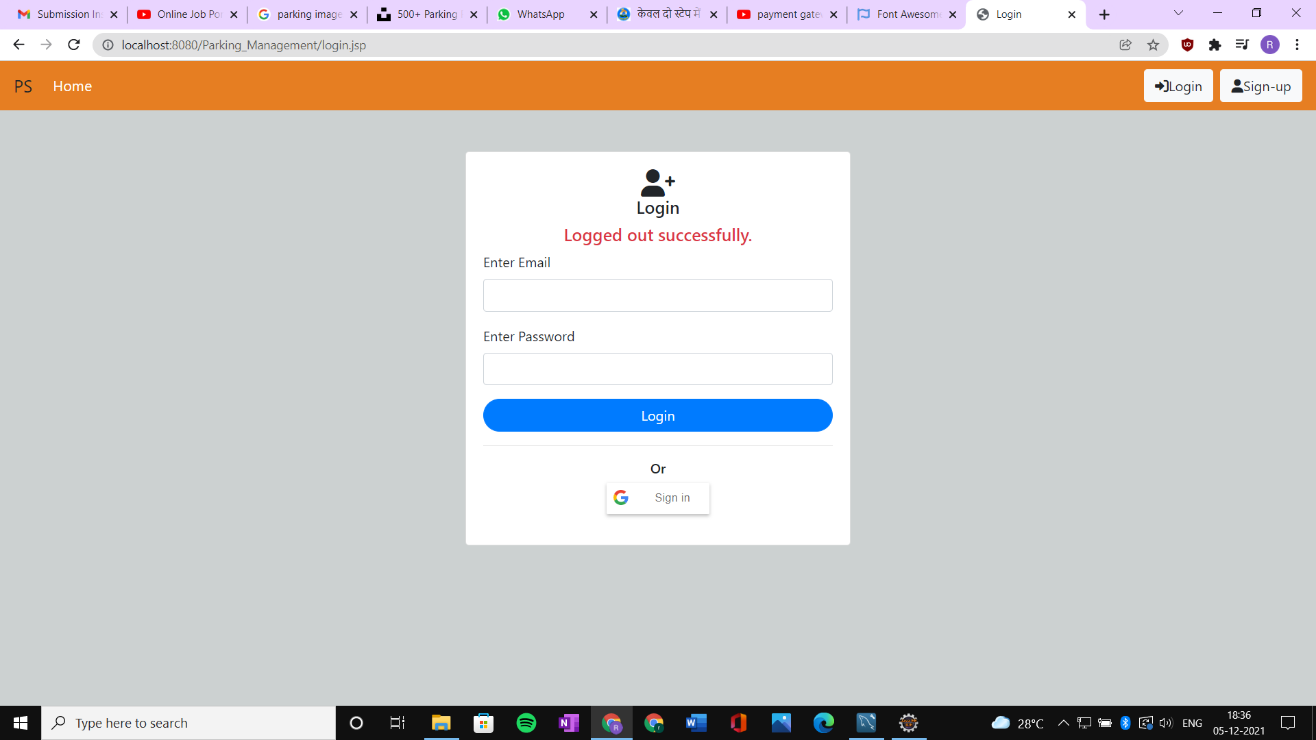 Submission In
Online Job Po
parking image
500+ Parking
WhatsApp
केवल दो स्टेप में
payment gate
Font Awesom
Login
localhost:8080/Parking_Management/login.jsp
R
PS Home Login Sign-up
Login
Logged out successfully.
Enter Email
Enter Password
Login
Or
Sign in
Type here to search
28°C
ENG
18:36
05-12-2021